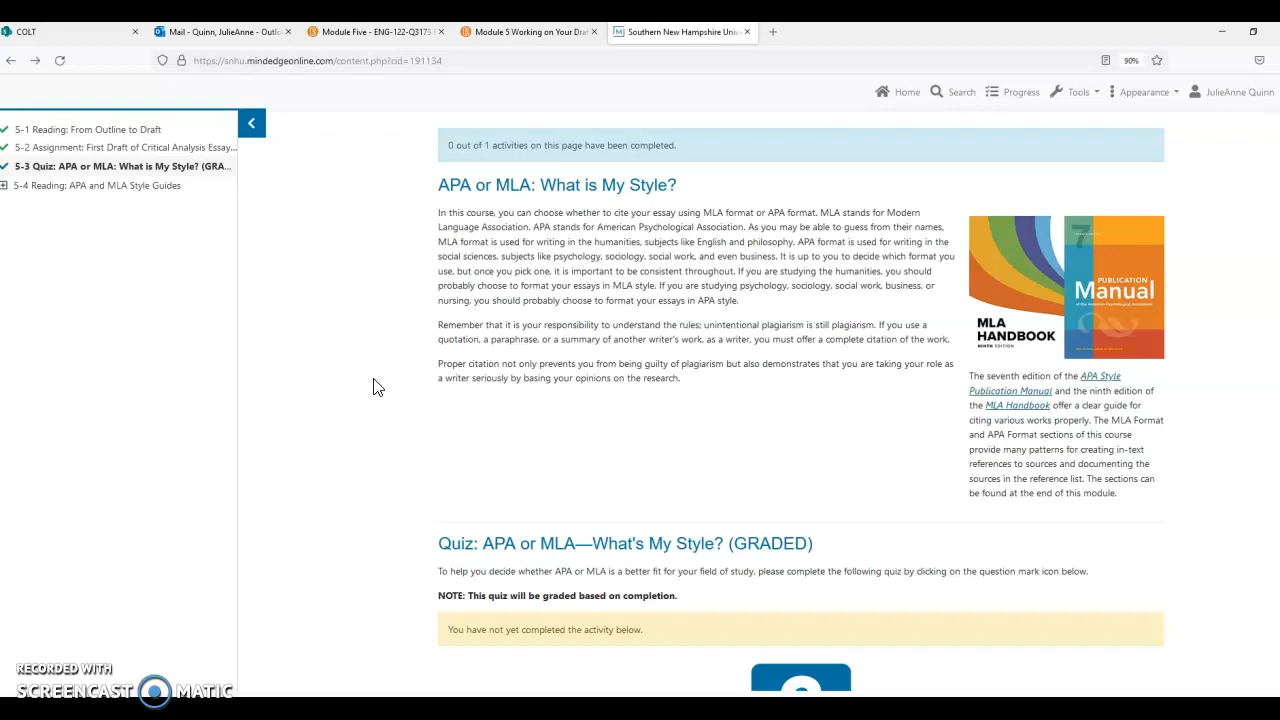 COLT
Mail - Quinn, JulieAnne - Outlo
Module Five - ENG-122-Q3173
Module 5 Working on Your Dra
Southern New Hampshire Univ
https://snhu.mindedgeonline.com/content.php?cid=191134
90%
Home
Search
Progress
Tools
Appearance
JulieAnne Quinn
5-1 Reading: From Outline to Draft
5-2 Assignment: First Draft of Critical Analysis Essay...
5-3 Quiz: APA or MLA: What is My Style? (GRA...
5-4 Reading: APA and MLA Style Guides
0 out of 1 activities on this page have been completed.
APA or MLA: What is My Style?
In this course, you can choose whether to cite your essay using MLA format or APA format. MLA stands for Modern
Language Association. APA stands for American Psychological Association. As you may be able to guess from their names,
MLA format is used for writing in the humanities, subjects like English and philosophy. APA format is used for writing in the
social sciences, subjects like psychology, sociology, social work, and even business. It is up to you to decide which format you
use, but once you pick one, it is important to be consistent throughout. If you are studying the humanities, you should
probably choose to format your essays in MLA style. If you are studying psychology, sociology, social work, business, or
nursing, you should probably choose to format your essays in APA style.
Remember that it is your responsibility to understand the rules; unintentional plagiarism is still plagiarism. If you use a
quotation, a paraphrase, or a summary of another writer's work, as a writer, you must offer a complete citation of the work.
Proper citation not only prevents you from being guilty of plagiarism but also demonstrates that you are taking your role as
a writer seriously by basing your opinions on the research.
MLA
HANDBOOK
NINTH EDITION
7
PUBLICATION
Manual
of the American Psychological Association
The seventh edition of the APA Style
Publication Manual and the ninth edition of
the MLA Handbook offer a clear guide for
citing various works properly. The MLA Format
and APA Format sections of this course
provide many patterns for creating in-text
references to sources and documenting the
sources in the reference list. The sections can
be found at the end of this module.
Quiz: APA or MLA—What's My Style? (GRADED)
To help you decide whether APA or MLA is a better fit for your field of study, please complete the following quiz by clicking on the question mark icon below.
NOTE: This quiz will be graded based on completion.
You have not yet completed the activity below.
RECORDED WITH
SCREENCAST MATIC